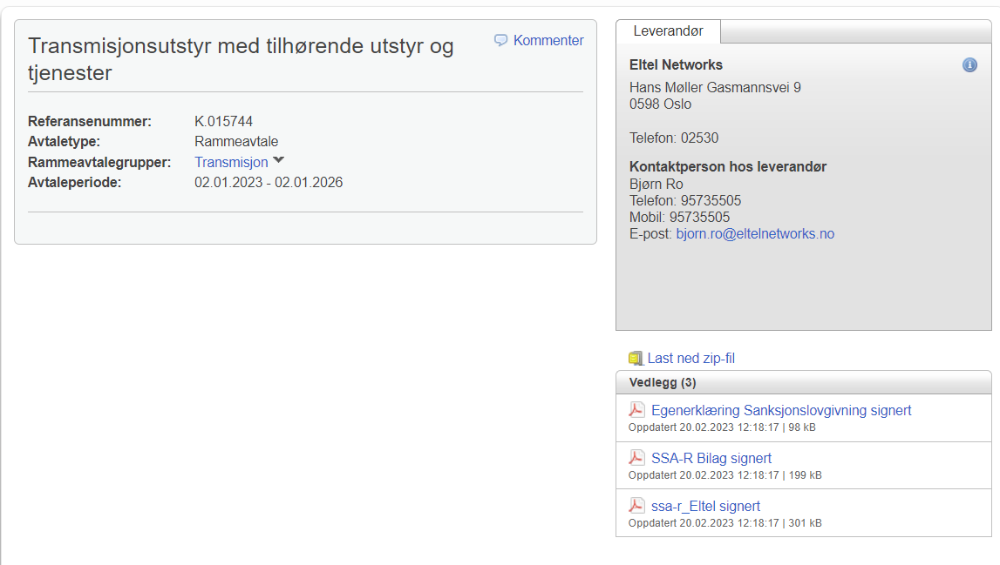 Transmisjonsutstyr med tilhørende utstyr og
tjenester
Kommenter
Referansenummer: K.015744
Avtaletype: Rammeavtale
Rammeavtalegrupper: Transmisjon
Avtaleperiode: 02.01.2023 - 02.01.2026
Leverandør
Eltel Networks
Hans Møller Gasmannsvei 9
0598 Oslo
Telefon: 02530
Kontaktperson hos leverandør
Bjørn Ro
Telefon: 95735505
Mobil: 95735505
E-post: bjorn.ro@eltelnetworks.no
Last ned zip-fil
Vedlegg (3)
Egenerklæring Sanksjonslovgivning signert
Oppdatert 20.02.2023 12:18:17 | 98 kB
SSA-R Bilag signert
Oppdatert 20.02.2023 12:18:17 | 199 kB
ssa-r_Eltel signert
Oppdatert 20.02.2023 12:18:17 | 301 kB